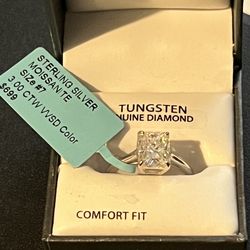 STERLING SILVER
MOISSANITE
Size #7
3.00 CTW VVSD Color
$699
TUNGSTEN
GENUINE DIAMOND
COMFORT FIT